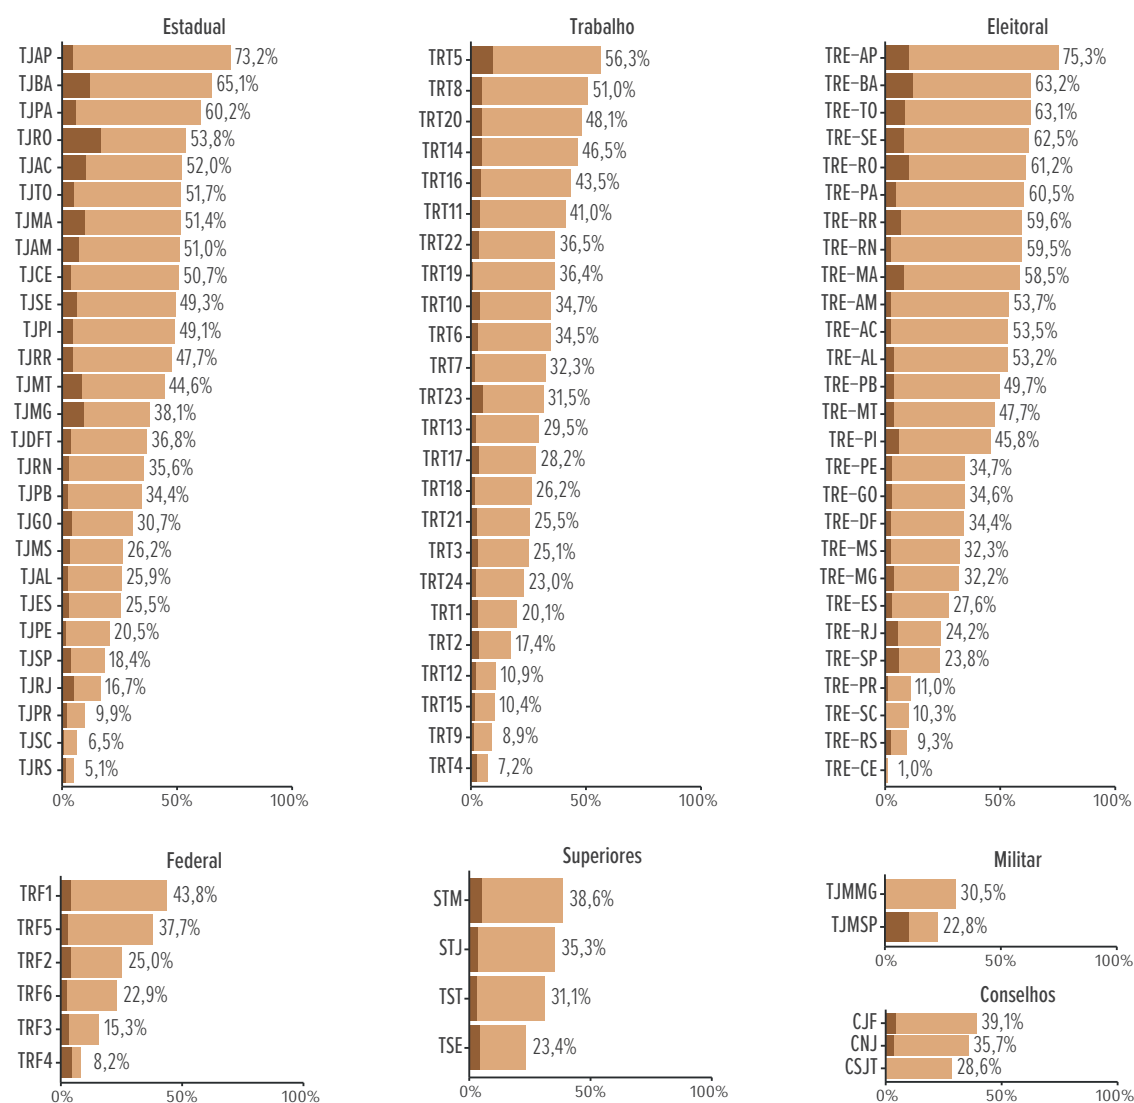 Estadual
TJAP 73,2%
TJBA 65,1%
TJPA 60,2%
TJRO 53,8%
TJAC 52,0%
TJTO 51,7%
TJMA 51,4%
TJAM 51,0%
TJCE 50,7%
TJSE 49,3%
TJPI 49,1%
TJRR 47,7%
TJMT 44,6%
TJMG 38,1%
TJDFT 36,8%
TJRN 35,6%
TJPB 34,4%
TJGO 30,7%
TJMS 26,2%
TJAL 25,9%
TJES 25,5%
TJPE 20,5%
TJSP 18,4%
TJRJ 16,7%
TJPR 9,9%
TJSC 6,5%
TJRS 5,1%
0% 50% 100%
Trabalho
TRT5 56,3%
TRT8 51,0%
TRT20 48,1%
TRT14 46,5%
TRT16 43,5%
TRT11 41,0%
TRT22 36,5%
TRT19 36,4%
TRT10 34,7%
TRT6 34,5%
TRT7 32,3%
TRT23 31,5%
TRT13 29,5%
TRT17 28,2%
TRT18 26,2%
TRT21 25,5%
TRT3 25,1%
TRT24 23,0%
TRT1 20,1%
TRT2 17,4%
TRT12 10,9%
TRT15 10,4%
TRT9 8,9%
TRT4 7,2%
0% 50% 100%
Eleitoral
TRE-AP 75,3%
TRE-BA 63,2%
TRE-TO 63,1%
TRE-SE 62,5%
TRE-RO 61,2%
TRE-PA 60,5%
TRE-RR 59,6%
TRE-RN 59,5%
TRE-MA 58,5%
TRE-AM 53,7%
TRE-AC 53,5%
TRE-AL 53,2%
TRE-PB 49,7%
TRE-MT 47,7%
TRE-PI 45,8%
TRE-PE 34,7%
TRE-GO 34,6%
TRE-DF 34,4%
TRE-MS 32,3%
TRE-MG 32,2%
TRE-ES 27,6%
TRE-RJ 24,2%
TRE-SP 23,8%
TRE-PR 11,0%
TRE-SC 10,3%
TRE-RS 9,3%
TRE-CE 1,0%
0% 50% 100%
Federal
TRF1 43,8%
TRF5 37,7%
TRF2 25,0%
TRF6 22,9%
TRF3 15,3%
TRF4 8,2%
0% 50% 100%
Superiores
STM 38,6%
STJ 35,3%
TST 31,1%
TSE 23,4%
0% 50% 100%
Militar
TJMMG 30,5%
TJMSP 22,8%
0% 50% 100%
Conselhos
CJF 39,1%
CNJ 35,7%
CSJT 28,6%
0% 50% 100%